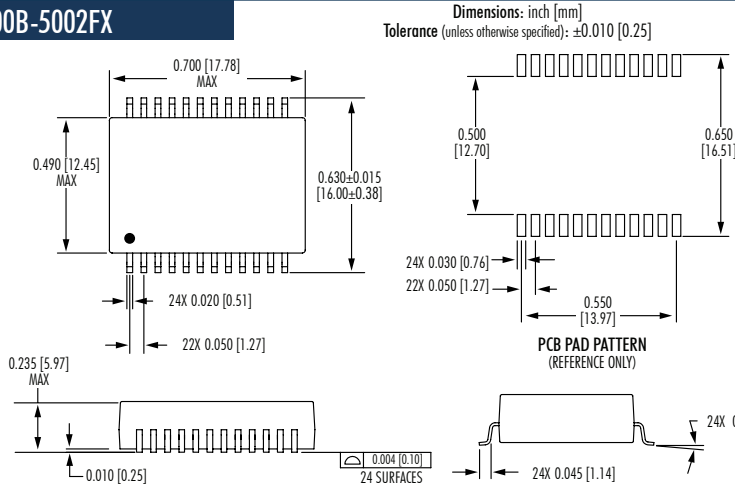 00B-5002FX
Dimensions: inch [mm]
Tolerance (unless otherwise specified): ±0.010 [0.25]
0.700 [17.78]
MAX
0.490 [12.45]
MAX
0.630±0.015
[16.00±0.38]
24X 0.020 [0.51]
22X 0.050 [1.27]
0.500
[12.70]
0.650
[16.51]
24X 0.030 [0.76]
22X 0.050 [1.27]
0.550
[13.97]
PCB PAD PATTERN
(REFERENCE ONLY)
0.235 [5.97]
MAX
0.010 [0.25]
0.004 [0.10]
24 SURFACES
24X 0.045 [1.14]
24X 0